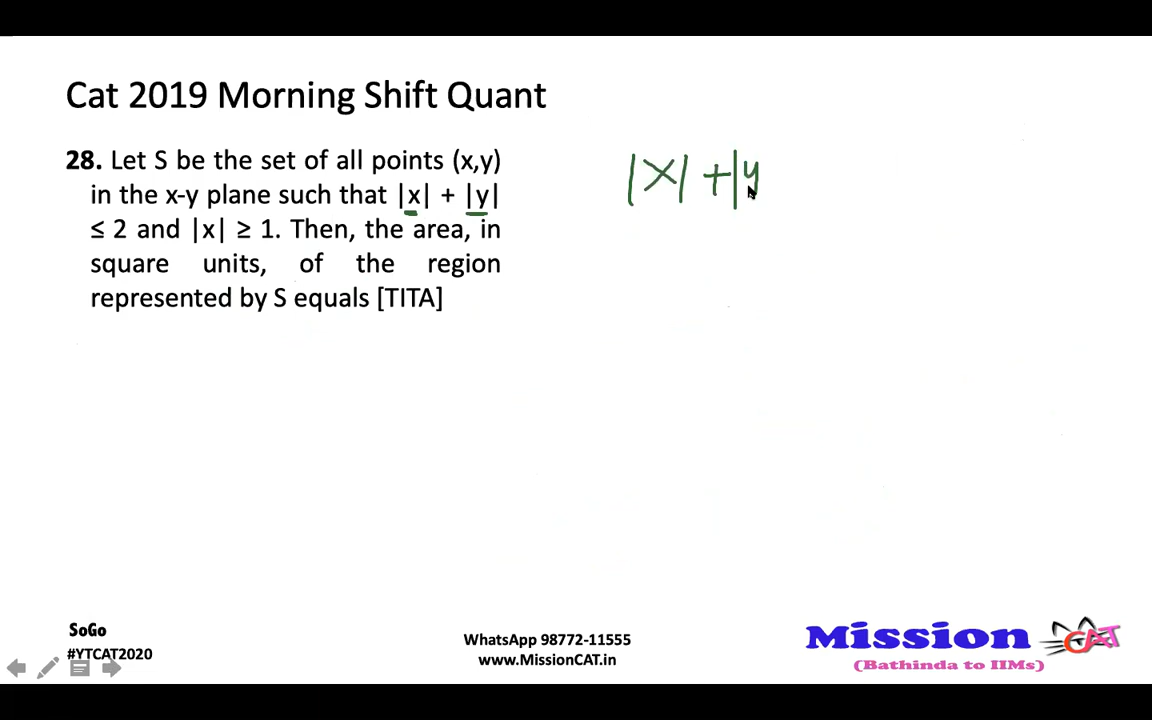 Cat 2019 Morning Shift Quant
28. Let S be the set of all points (x,y)
in the x-y plane such that |x| + |y|
≤ 2 and |x| ≥ 1. Then, the area, in
square units, of the region
represented by S equals [TITA]
|x| + |y
SoGo
#YTCAT2020
WhatsApp 98772-11555
www.MissionCAT.in
Mission CAT
(Bathinda to IIMs)